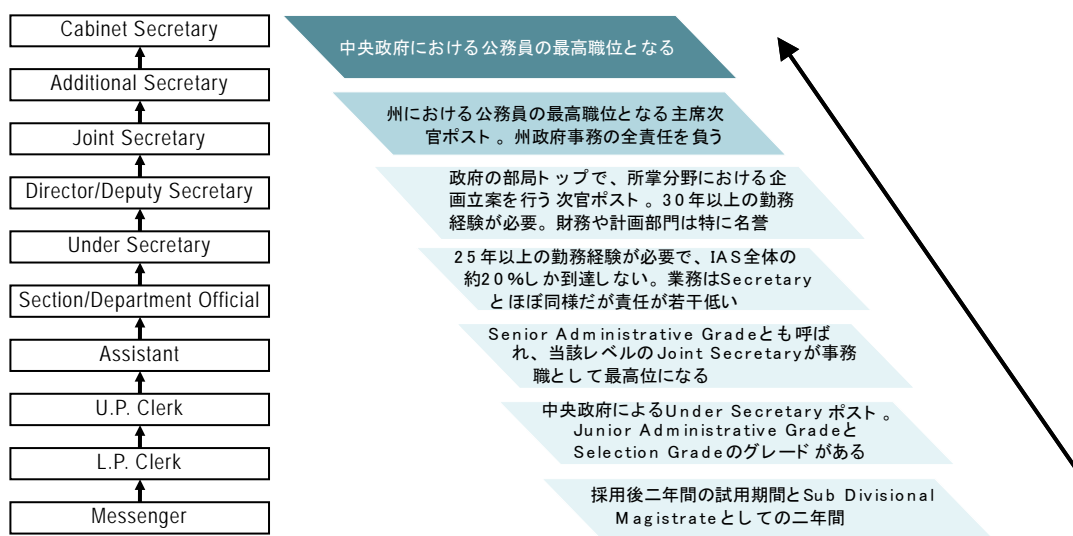 Cabinet Secretary
Additional Secretary
Joint Secretary
Director/Deputy Secretary
Under Secretary
Section/Department Official
Assistant
U.P. Clerk
L.P. Clerk
Messenger
中央政府における公務員の最高職位となる
州における公務員の最高職位となる主席次
官ポスト。州政府事務の全責任を負う
政府の部局トップで、所掌分野における企
画立案を行う次官ポスト。30年以上の勤務
経験が必要。財務や計画部門は特に名誉
25年以上の勤務経験が必要で、IAS全体の
約20%しか到達しない。業務はSecretary
とほぼ同様だが責任が若干低い
Senior Administrative Gradeとも呼ば
れ、当該レベルのJoint Secretaryが事務
職として最高位になる
中央政府によるUnder Secretaryポスト。
Junior Administrative Gradeと
Selection Gradeのグレードがある
採用後二年間の試用期間とSub Divisional
Magistrateとしての二年間